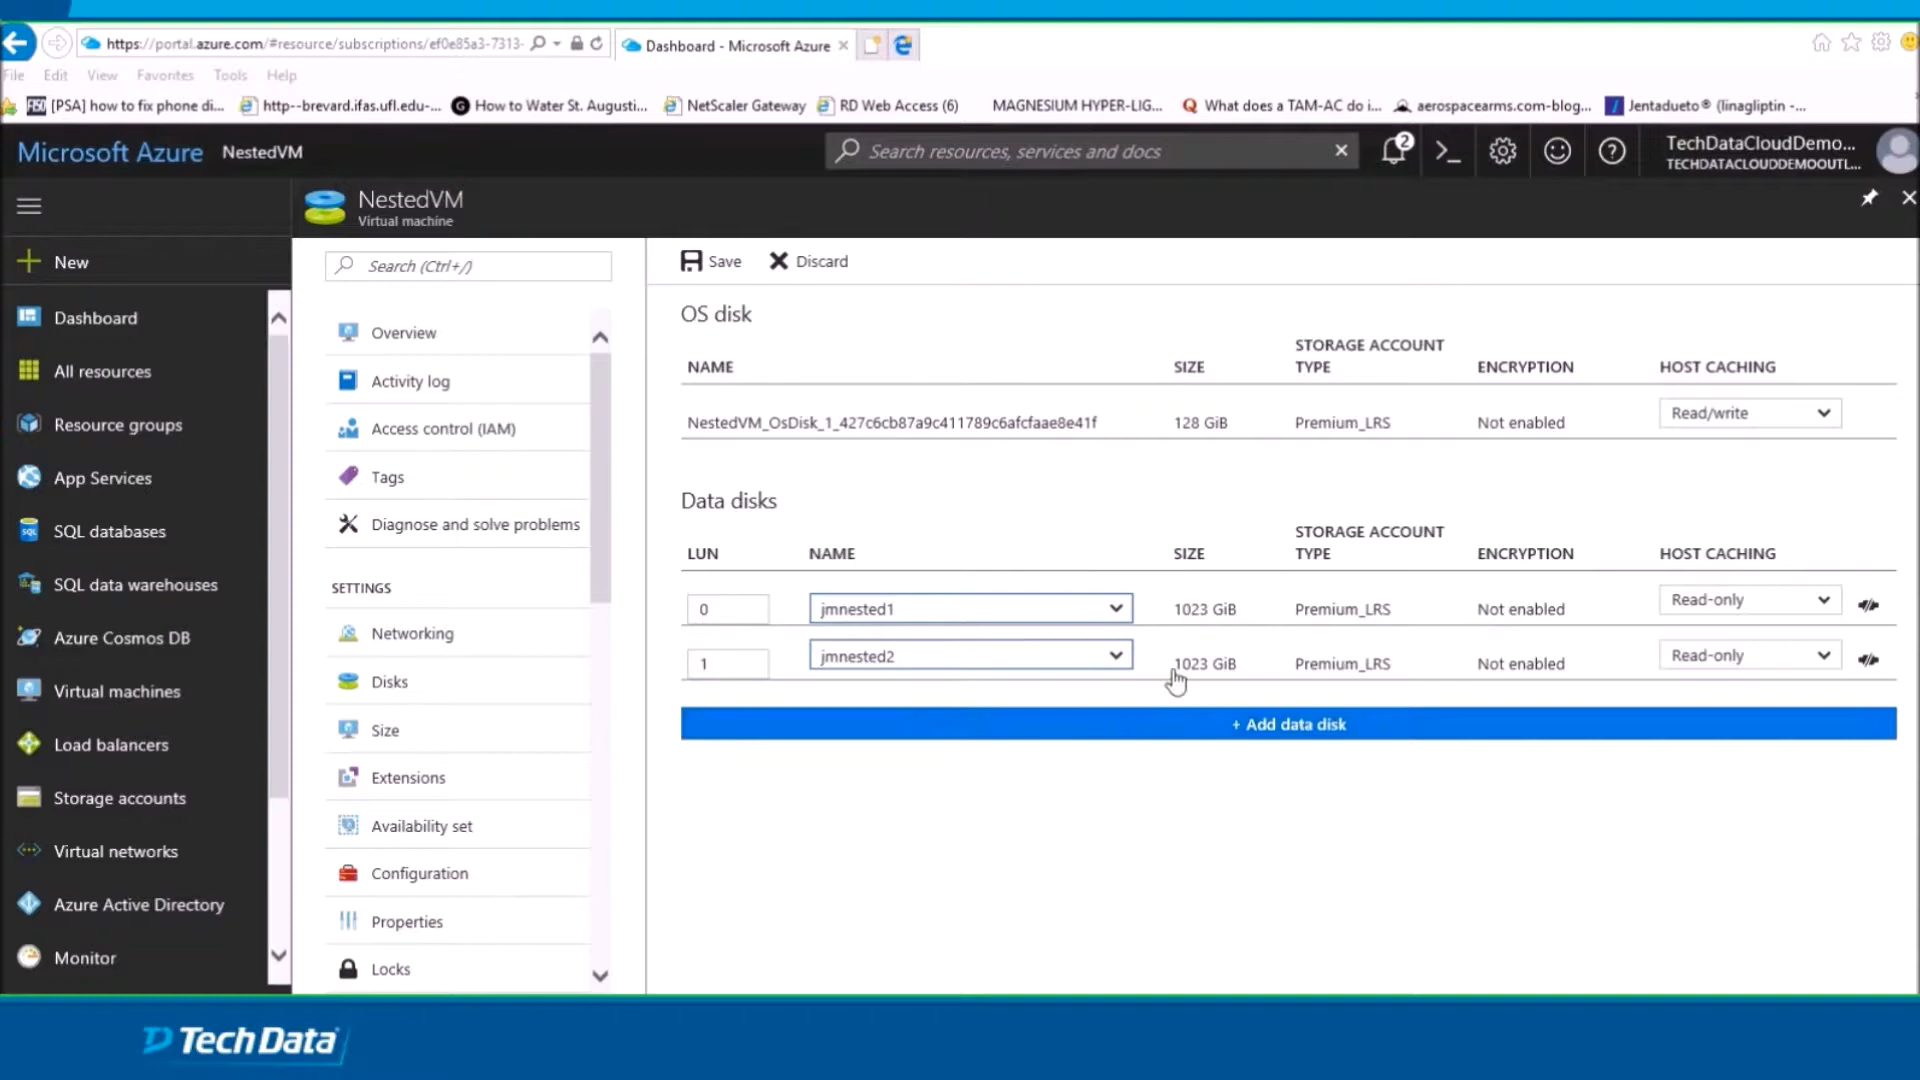 https://portal.azure.com/#resource/subscriptions/ef0e85a3-7313-
Dashboard - Microsoft Azure
File Edit View Favorites Tools Help
[PSA] how to fix phone di...
http--brevard.ifas.ufl.edu-...
How to Water St. Augusti...
NetScaler Gateway
RD Web Access (6)
MAGNESIUM HYPER-LIG...
What does a TAM-AC do i...
aerospacearms.com-blog...
Jentadueto® (linagliptin -...
Microsoft Azure NestedVM
Search resources, services and docs
2
TechDataCloudDemo...
TECHDATACLOUDDEMOOUTL...
NestedVM
Virtual machine
New
Dashboard
All resources
Resource groups
App Services
SQL databases
SQL data warehouses
Azure Cosmos DB
Virtual machines
Load balancers
Storage accounts
Virtual networks
Azure Active Directory
Monitor
Search (Ctrl+/)
Overview
Activity log
Access control (IAM)
Tags
Diagnose and solve problems
SETTINGS
Networking
Disks
Size
Extensions
Availability set
Configuration
Properties
Locks
Save Discard
OS disk
NAME SIZE STORAGE ACCOUNT TYPE ENCRYPTION HOST CACHING
NestedVM_OsDisk_1_427c6cb87a9c411789c6afcfaae8e41f 128 GiB Premium_LRS Not enabled Read/write
Data disks
LUN NAME SIZE STORAGE ACCOUNT TYPE ENCRYPTION HOST CACHING
0 jmnested1 1023 GiB Premium_LRS Not enabled Read-only
1 jmnested2 1023 GiB Premium_LRS Not enabled Read-only
+ Add data disk
Tech Data